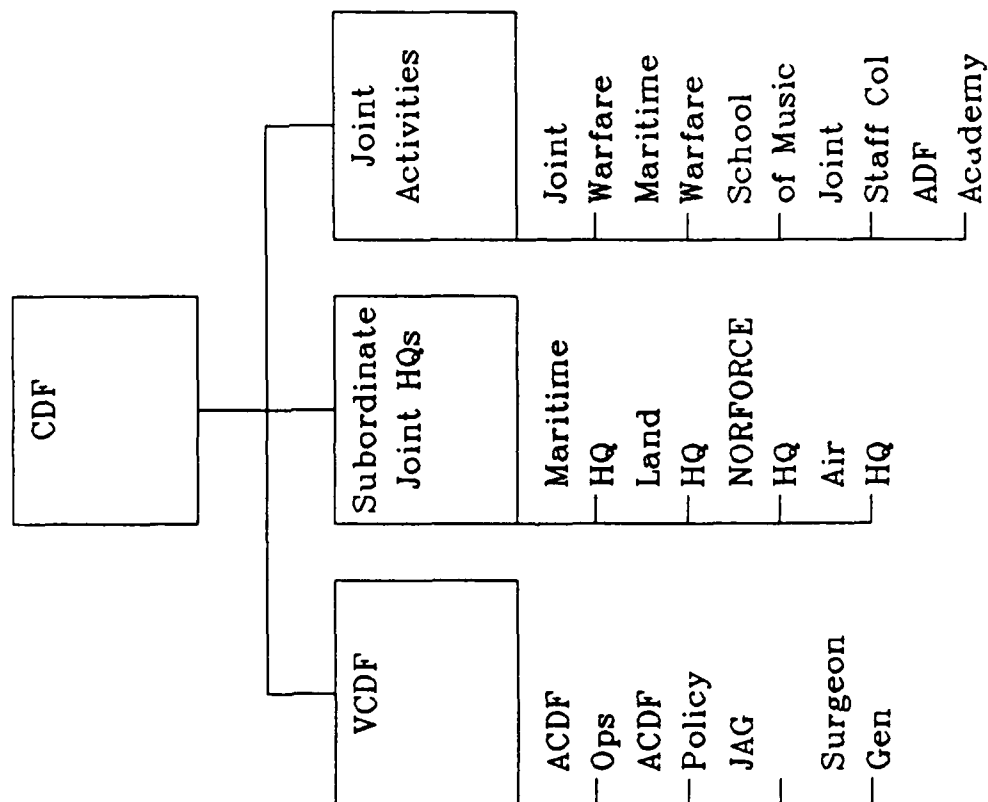 CDF
VCDF
ACDF
Ops
ACDF
Policy
JAG
Surgeon
Gen
Subordinate
Joint HQs
Maritime
HQ
Land
HQ
NORFORCE
HQ
Air
HQ
Joint
Activities
Joint
Warfare
Maritime
Warfare
School
of Music
Joint
Staff Col
ADF
Academy